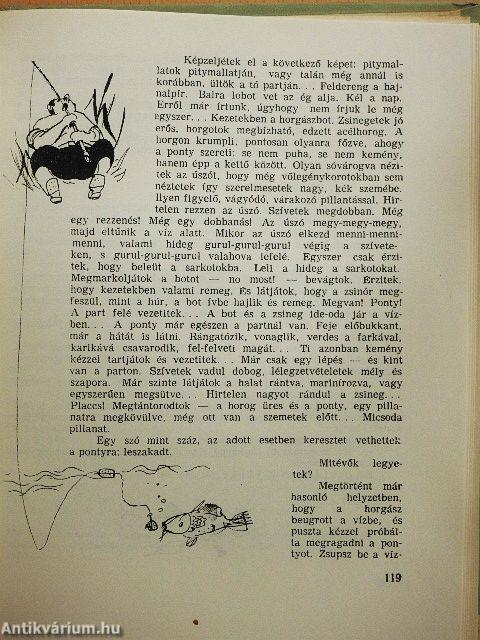 Képzeljétek el a következő képet: pitymal-
latok pitymallatján, vagy talán még annál is
korábban, ültök a tó partján... Feldereng a haj-
nalpír. Balra lobot vet az ég alja. Kél a nap.
Erről már írtunk, úgyhogy nem írjuk le még
egyszer... Kezetekben a horgászbot. Zsinegetek jó
erős, horgotok megbízható, edzett acélhorog. A
horgon krumpli, pontosan olyanra főzve, ahogy
a ponty szereti: se nem puha, se nem kemény,
hanem épp a kettő között. Olyan sóvárogva nézi-
tek az úszót, hogy még vőlegénykorotokban sem
néztetek így szerelmesetek nagy, kék szemébe.
Ilyen figyelő, vágyódó, várakozó pillantással. Hir-
telen rezzen az úszó. Szívetek megdobban. Még
egy rezzenés! Még egy dobbanás! Az úszó megy-megy-megy,
majd eltűnik a víz alatt. Mikor az úszó elkezd menni-menni-
menni, valami hideg gurul-gurul-gurul végig a szívete-
ken, s gurul-gurul-gurul valahova lefelé. Egyszer csak érzi-
tek, hogy beleüt a sarkotokba. Leli a hideg a sarkotokat.
Megmarkoljátok a botot — no most! — bevágtok. Érzitek,
hogy kezetekben valami remeg. És látjátok, hogy a zsinór meg-
feszül, mint a húr, a bot ívbe hajlik és remeg. Megvan! Ponty!
A part felé vezetitek... A bot és a zsineg ide-oda jár a víz-
ben... A ponty már egészen a partnál van. Feje előbukkant,
már a hátát is látni. Rángatózik, vonaglik, verdes a farkával,
karikává csavarodik, fel-felveti magát... Ti azonban kemény
kézzel tartjátok és vezetitek... Már csak egy lépés — és kint
van a parton. Szívetek vadul dobog, lélegzetvételetek mély és
szapora. Már szinte látjátok a halat rántva, marinírozva, vagy
egyszerűen megsütve... Hirtelen nagyot rándul a zsineg...
Placcs! Megtántorodtok — a horog üres és a ponty, egy pilla-
natra megkövülve, még ott van a szemetek előtt... Micsoda
pillanat.
Egy szó mint száz, az adott esetben keresztet vethettek
a pontyra: leszakadt.
Mitévők legye-
tek?
Megtörtént már
hasonló helyzetben,
hogy a horgász
beugrott a vízbe, és
puszta kézzel próbál-
ta megragadni a pon-
tyot. Zsupsz be a víz-
119
Antikvárium.hu